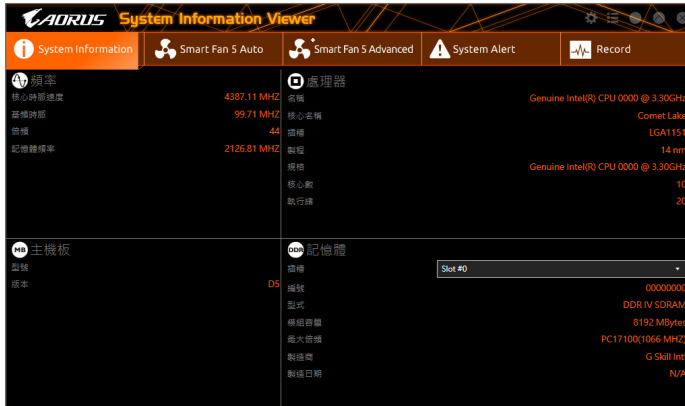 AORUS System Information Viewer
System Information
Smart Fan 5 Auto
Smart Fan 5 Advanced
System Alert
Record
頻率
核心時脈速度 4387.11 MHZ
基頻時脈 99.71 MHZ
倍頻 44
記憶體頻率 2126.81 MHZ
處理器
名稱 Genuine Intel(R) CPU 0000 @ 3.30GHz
核心名稱 Comet Lake
插槽 LGA1151
製程 14 nm
規格 Genuine Intel(R) CPU 0000 @ 3.30GHz
核心數 10
執行緒 20
MB 主機板
型號
版本 D5
DDR 記憶體
插槽 Slot #0
編號 00000000
型式 DDR IV SDRAM
模組容量 8192 MBytes
最大倍頻 PC17100(1066 MHZ)
製造商 G Skill Intl
製造日期 N/A